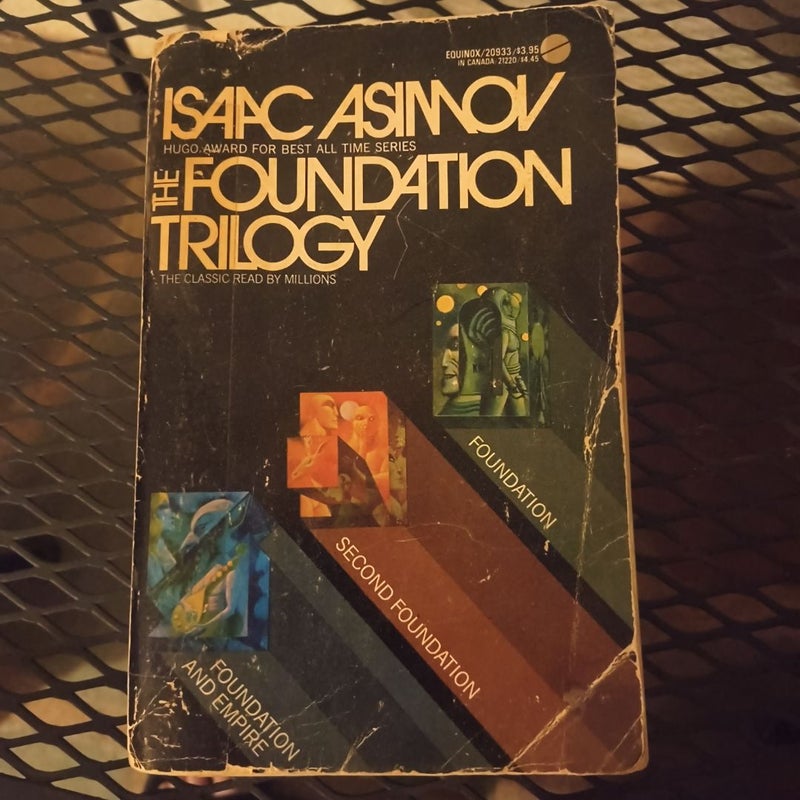 EQUINOX/20933/$3.95
IN CANADA: 21220/$4.45
ISAAC ASIMOV
HUGO AWARD FOR BEST ALL TIME SERIES
THE FOUNDATION
TRILOGY
THE CLASSIC READ BY MILLIONS
FOUNDATION
SECOND FOUNDATION
FOUNDATION
AND EMPIRE